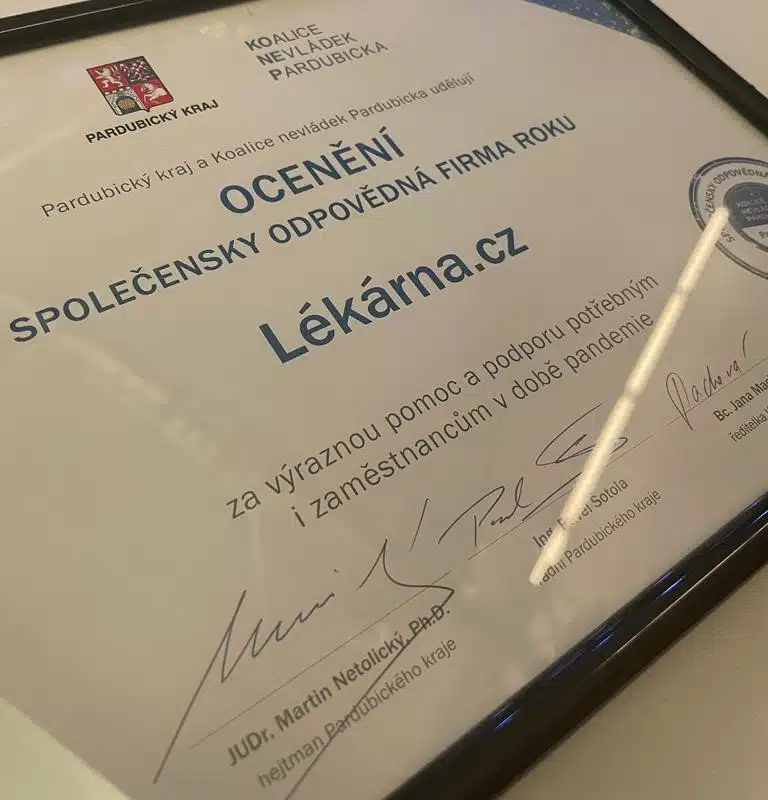 PARDUBICKÝ KRAJ
KOALICE
NEVLÁDEK
PARDUBICKA
Pardubický kraj a Koalice nevládek Pardubicka udělují
OCENĚNÍ
SPOLEČENSKY ODPOVĚDNÁ FIRMA ROKU
Lékárna.cz
za výraznou pomoc a podporu potřebným
i zaměstnancům v době pandemie
JUDr. Martin Netolický, Ph.D.
hejtman Pardubického kraje
Ing. Pavel Šotola
radní Pardubického kraje
Bc. Jana
ředitelka
ODPOVĚDNÁ
KOALICE